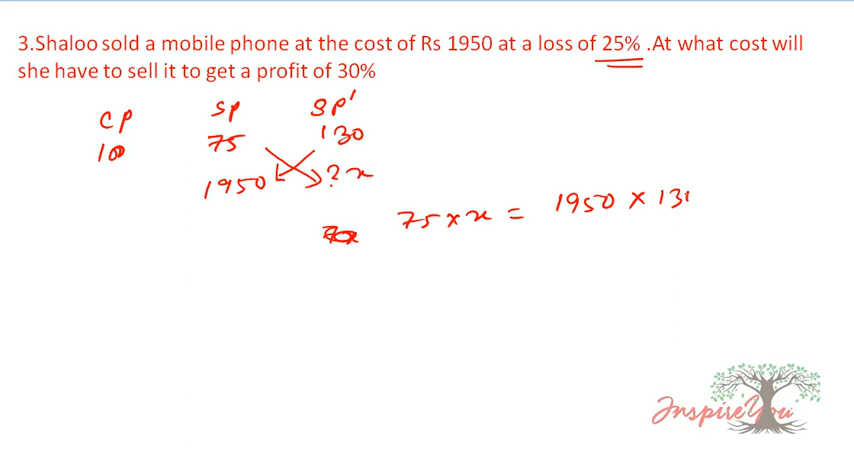 3.Shaloo sold a mobile phone at the cost of Rs 1950 at a loss of 25% .At what cost will
she have to sell it to get a profit of 30%
CP SP SP'
100 75 130
1950 ? x
75 × x = 1950 × 130
InspireYou